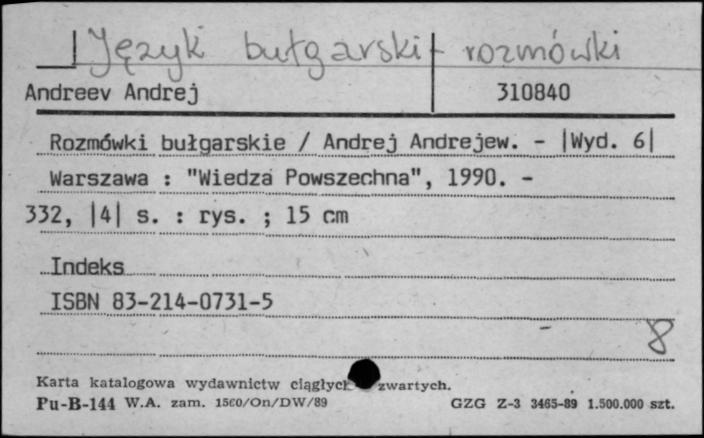 Język bułgarski - rozmówki
Andreev Andrej 310840
Rozmówki bułgarskie / Andrej Andrejew. - |Wyd. 6|
Warszawa : "Wiedza Powszechna", 1990. -
332, |4| s. : rys. ; 15 cm
Indeks
ISBN 83-214-0731-5
8
Karta katalogowa wydawnictw ciągłych zwartych.
Pu-B-144 W.A. zam. 1560/On/DW/89 GZG Z-3 3465-89 1.500.000 szt.